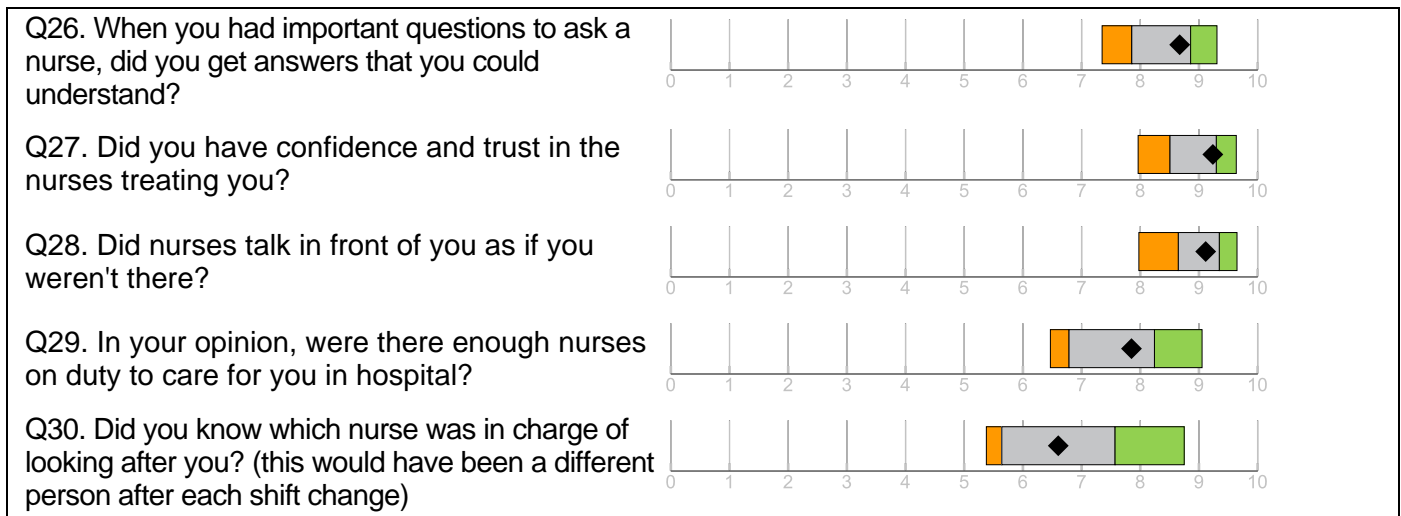 Q26. When you had important questions to ask a
nurse, did you get answers that you could
understand?
0 1 2 3 4 5 6 7 8 9 10
Q27. Did you have confidence and trust in the
nurses treating you?
0 1 2 3 4 5 6 7 8 9 10
Q28. Did nurses talk in front of you as if you
weren't there?
0 1 2 3 4 5 6 7 8 9 10
Q29. In your opinion, were there enough nurses
on duty to care for you in hospital?
0 1 2 3 4 5 6 7 8 9 10
Q30. Did you know which nurse was in charge of
looking after you? (this would have been a different
person after each shift change)
0 1 2 3 4 5 6 7 8 9 10